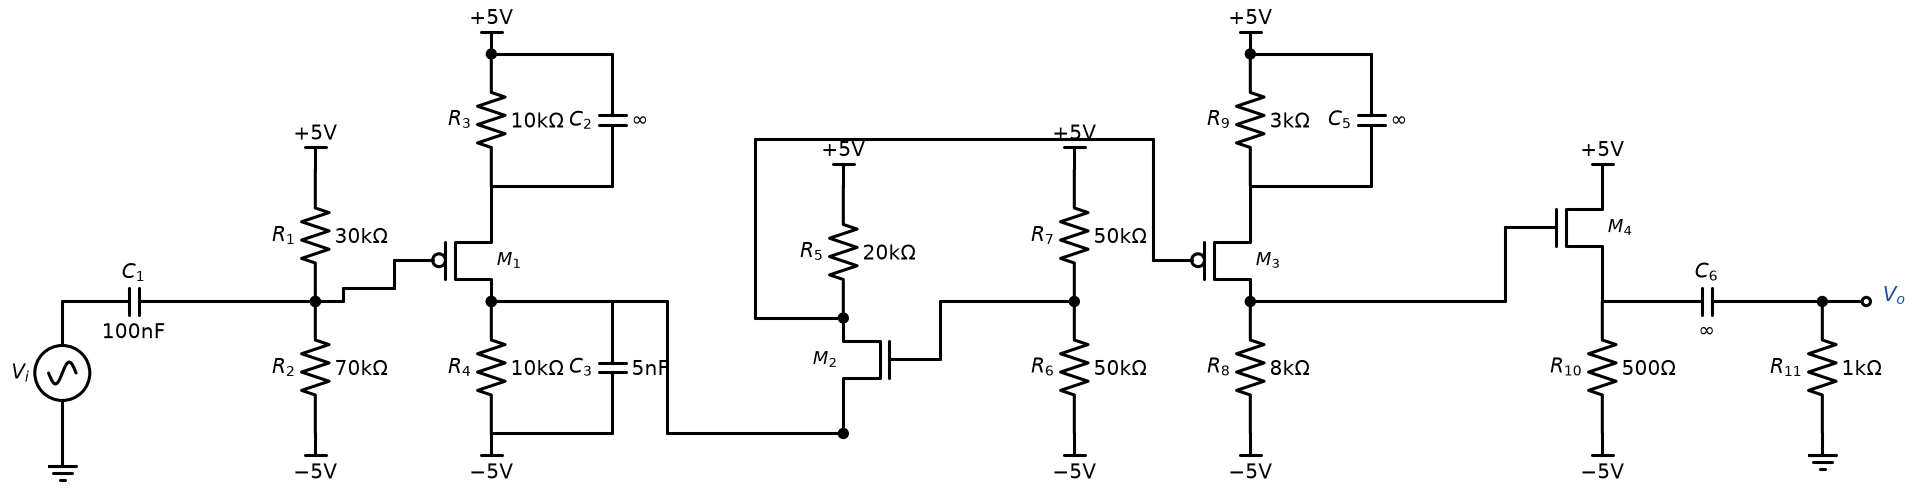 +5V
+5V
R3 10kΩ C2 ∞
R9 3kΩ C5 ∞
+5V
+5V
+5V
+5V
R1 30kΩ
M1
R5 20kΩ
R7 50kΩ
M3
M4
C1
100nF
C6
∞
Vo
Vi
R2 70kΩ
R4 10kΩ C3 5nF
M2
R6 50kΩ
R8 8kΩ
R10 500Ω
R11 1kΩ
−5V
−5V
−5V
−5V
−5V